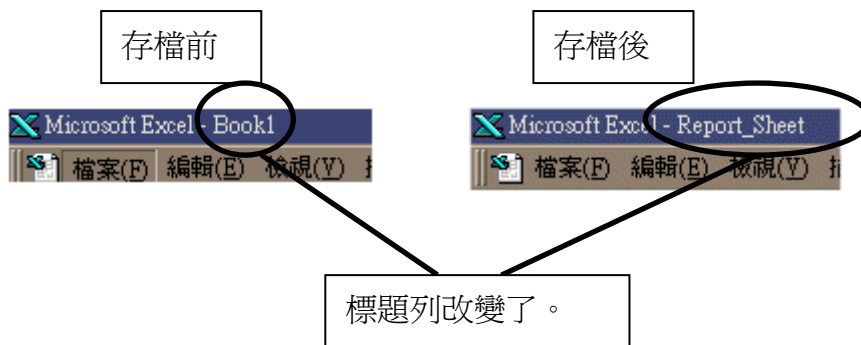 存檔前
存檔後
Microsoft Excel - Book1
檔案(F) 編輯(E) 檢視(V)
Microsoft Excel - Report_Sheet
檔案(F) 編輯(E) 檢視(V)
標題列改變了。